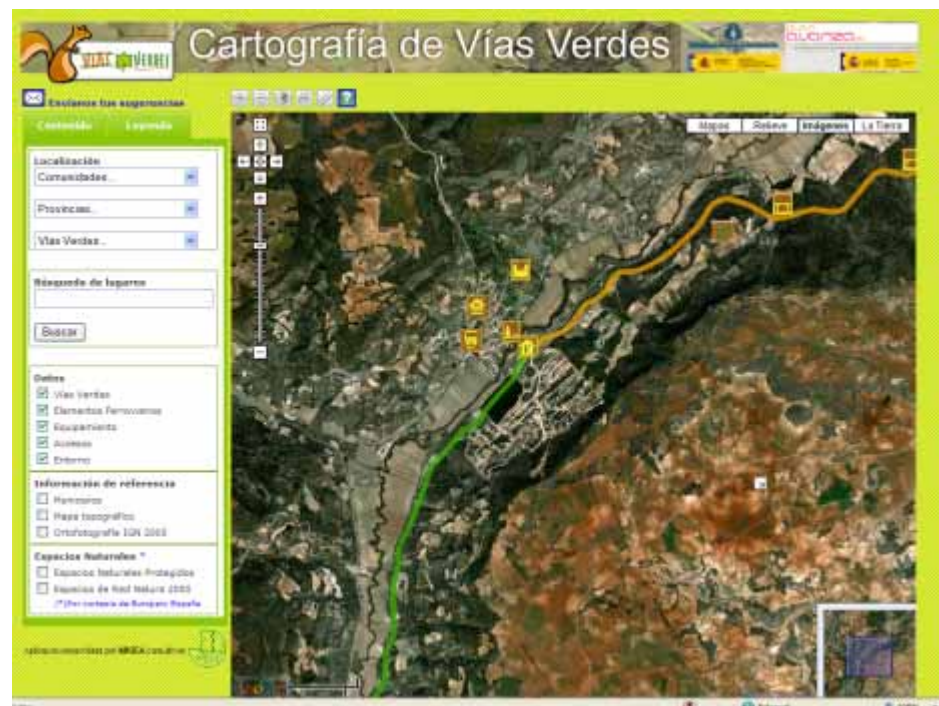 VIAS VERDES
Cartografía de Vías Verdes
avanza
Envíanos tus sugerencias
Contenido Leyenda
Mapas Relieve Imágenes La Tierra
Localización
Comunidades...
Provincias...
Vías Verdes...
Búsqueda de lugares
Buscar
Datos
Vías Verdes
Elementos Ferroviarios
Equipamiento
Accesos
Entorno
Información de referencia
Municipios
Mapa topográfico
Ortofotografía IGN 2005
Espacios Naturales *
Espacios Naturales Protegidos
Espacios de Red Natura 2000
(*)Por cortesía de Europarc España